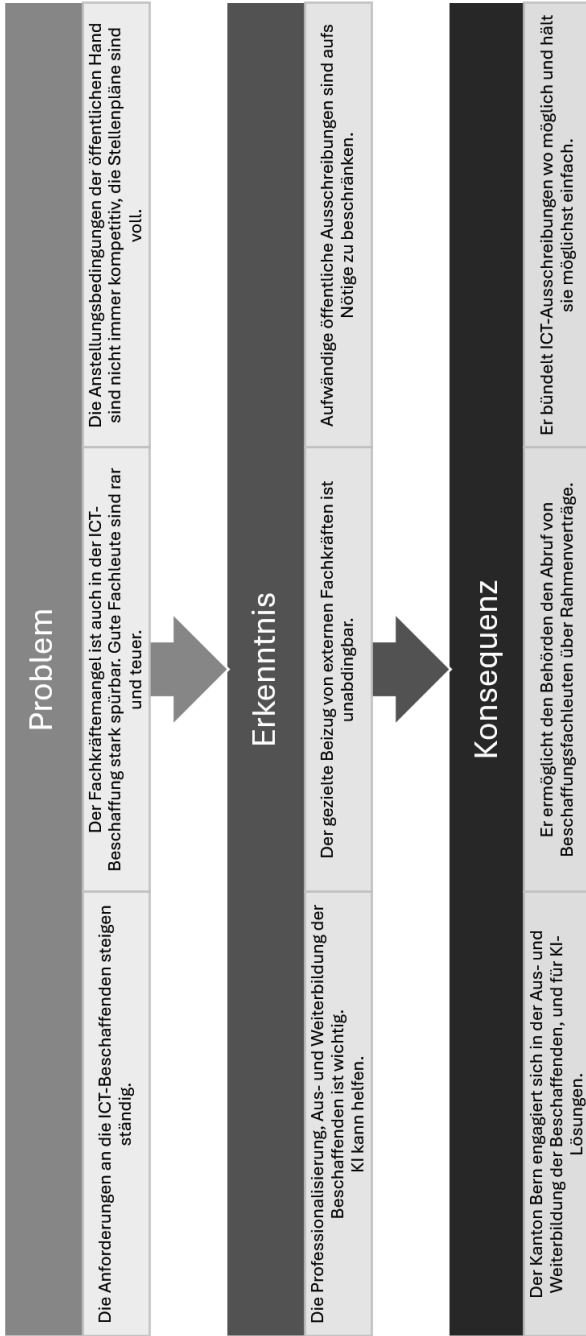 Problem
Die Anforderungen an die ICT-Beschaffenden steigen
ständig.
Der Fachkräftemangel ist auch in der ICT-
Beschaffung stark spürbar. Gute Fachleute sind rar
und teuer.
Die Anstellungsbedingungen der öffentlichen Hand
sind nicht immer kompetitiv, die Stellenpläne sind
voll.
Erkenntnis
Die Professionalisierung, Aus- und Weiterbildung der
Beschaffenden ist wichtig.
KI kann helfen.
Der gezielte Beizug von externen Fachkräften ist
unabdingbar.
Aufwändige öffentliche Ausschreibungen sind aufs
Nötige zu beschränken.
Konsequenz
Der Kanton Bern engagiert sich in der Aus- und
Weiterbildung der Beschaffenden, und für KI-
Lösungen.
Er ermöglicht den Behörden den Abruf von
Beschaffungsfachleuten über Rahmenverträge.
Er bündelt ICT-Ausschreibungen wo möglich und hält
sie möglichst einfach.